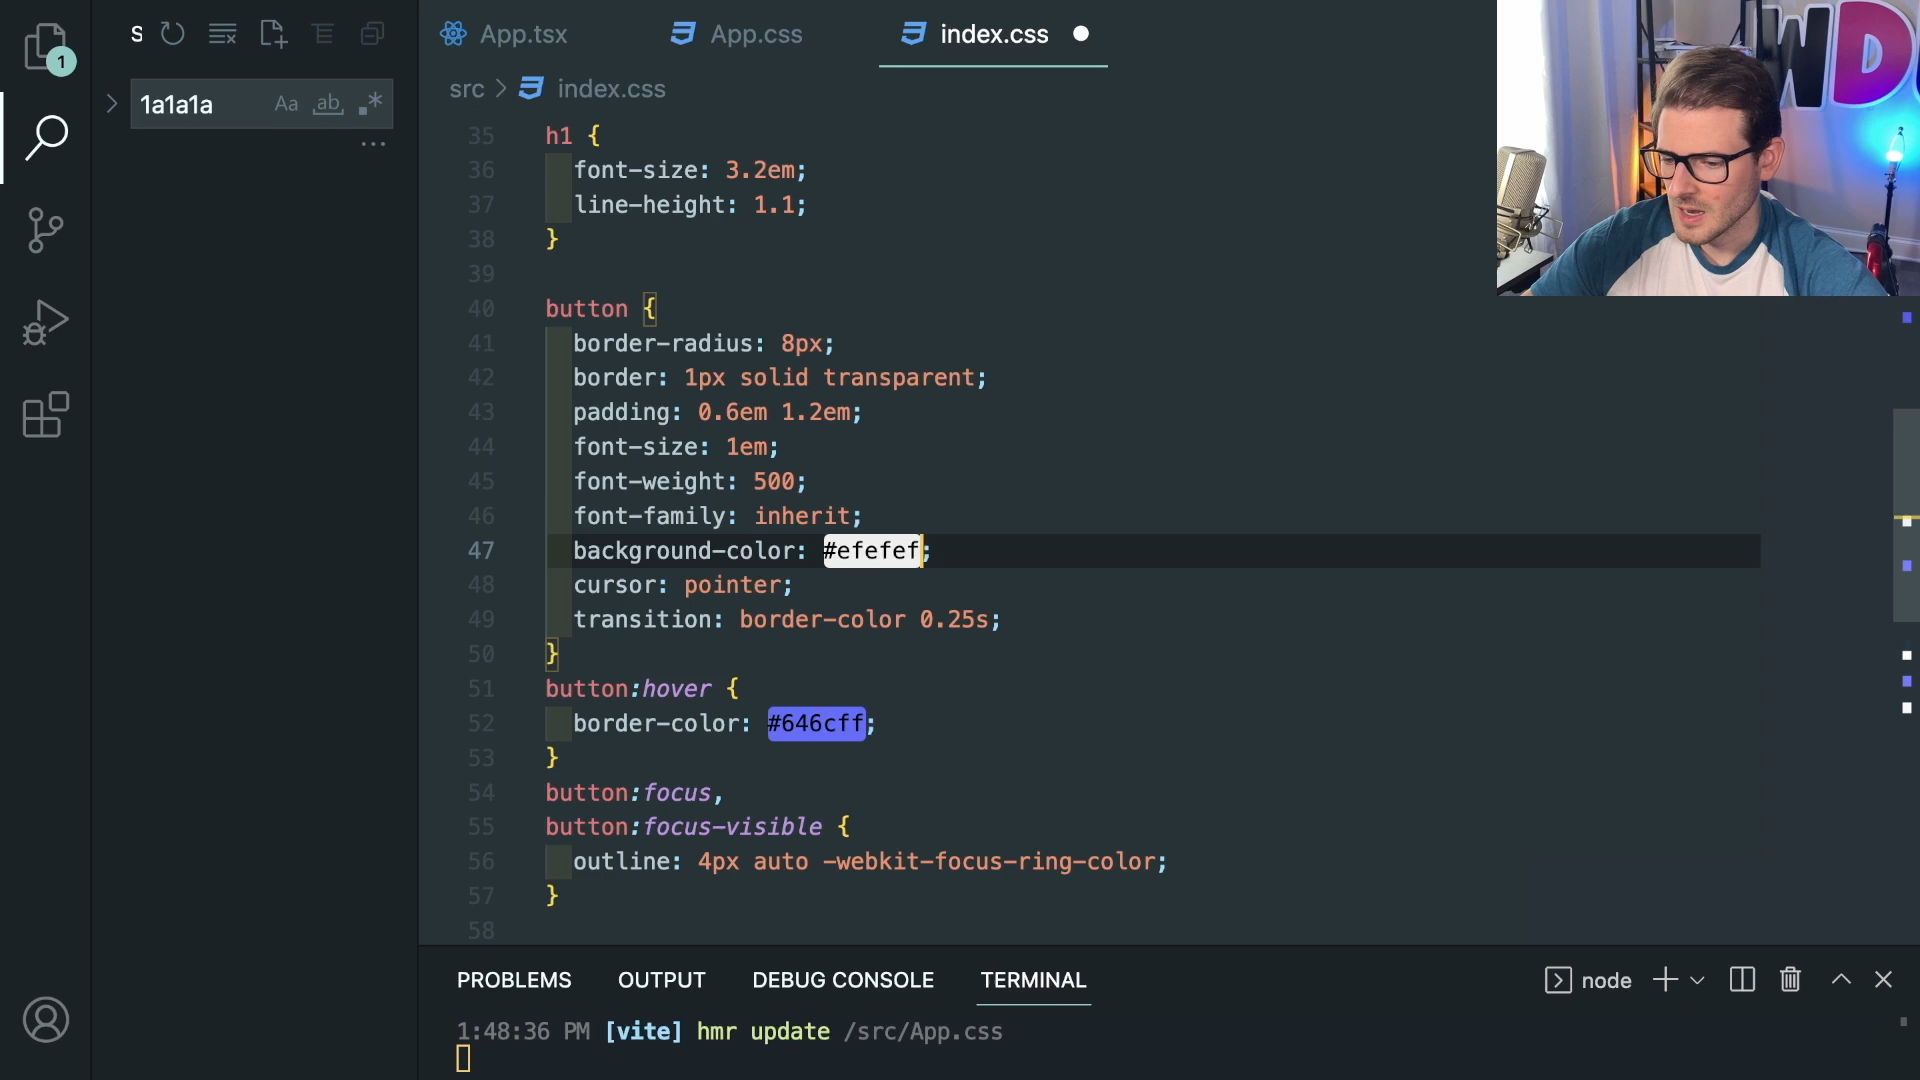 1
S
1a1a1a Aa ab .*
App.tsx
App.css
index.css
src > index.css
35 h1 {
36 font-size: 3.2em;
37 line-height: 1.1;
38 }
39
40 button {
41 border-radius: 8px;
42 border: 1px solid transparent;
43 padding: 0.6em 1.2em;
44 font-size: 1em;
45 font-weight: 500;
46 font-family: inherit;
47 background-color: #efefef;
48 cursor: pointer;
49 transition: border-color 0.25s;
50 }
51 button:hover {
52 border-color: #646cff;
53 }
54 button:focus,
55 button:focus-visible {
56 outline: 4px auto -webkit-focus-ring-color;
57 }
58
PROBLEMS OUTPUT DEBUG CONSOLE TERMINAL node
1:48:36 PM [vite] hmr update /src/App.css